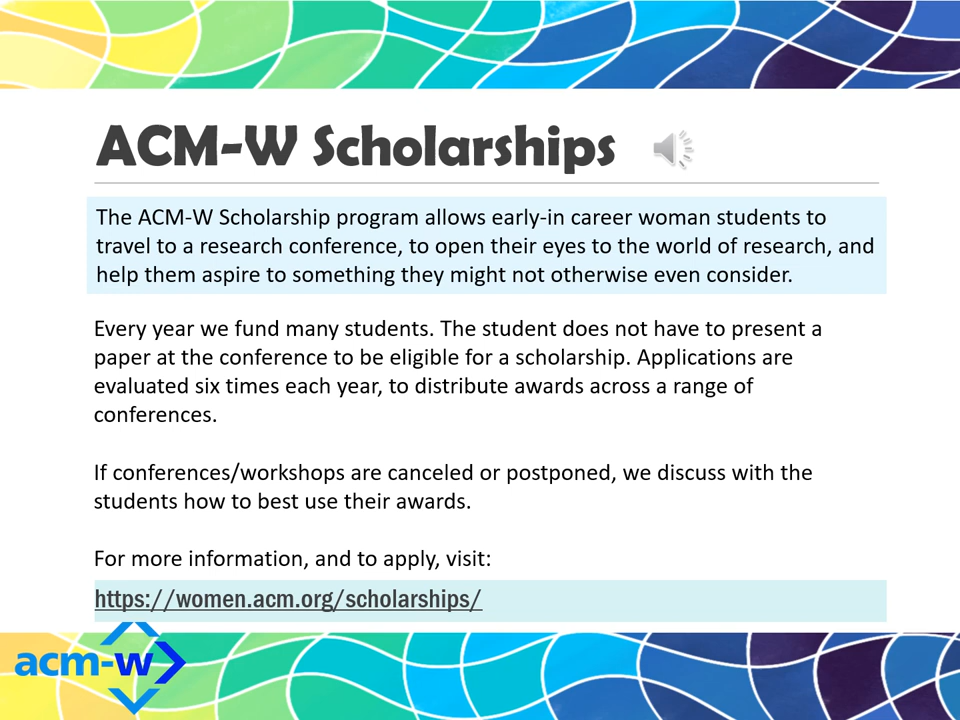 ACM-W Scholarships
The ACM-W Scholarship program allows early-in career woman students to
travel to a research conference, to open their eyes to the world of research, and
help them aspire to something they might not otherwise even consider.
Every year we fund many students. The student does not have to present a
paper at the conference to be eligible for a scholarship. Applications are
evaluated six times each year, to distribute awards across a range of
conferences.
If conferences/workshops are canceled or postponed, we discuss with the
students how to best use their awards.
For more information, and to apply, visit:
https://women.acm.org/scholarships/
acm-w